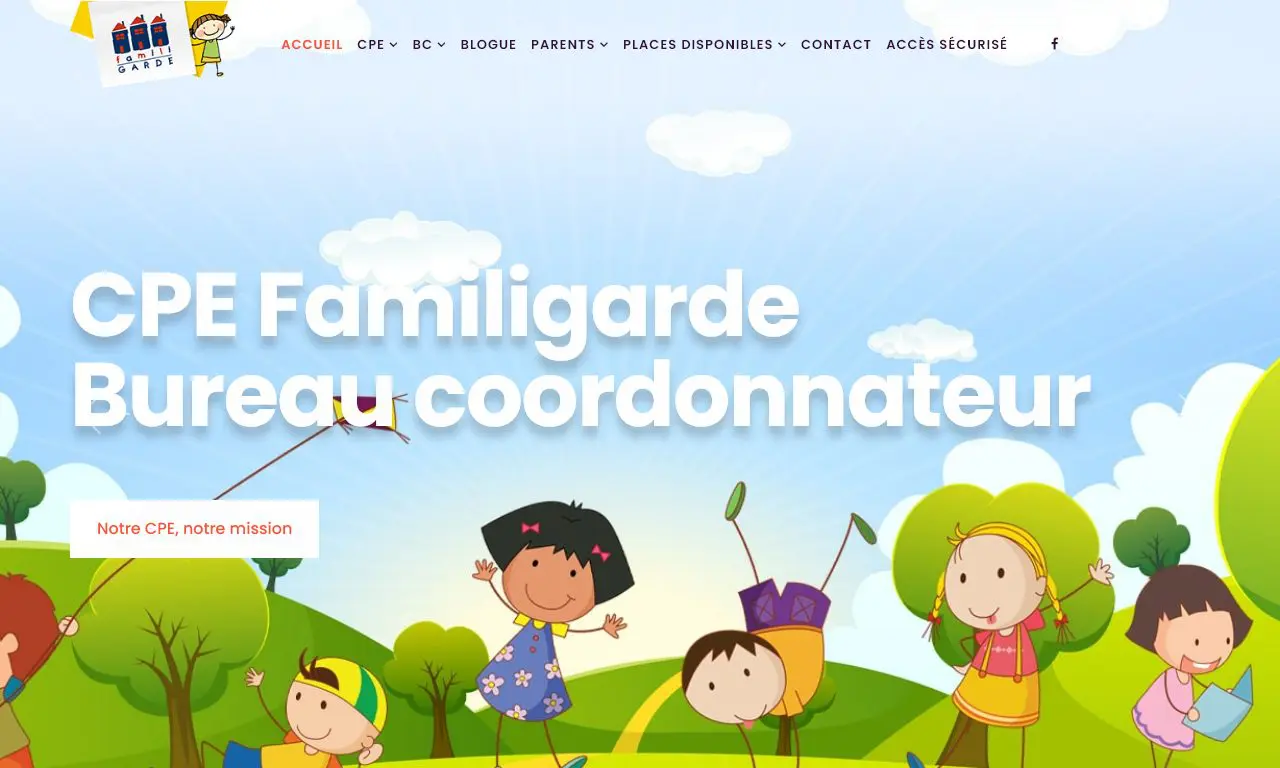 famili
GARDE
ACCUEIL CPE BC BLOGUE PARENTS PLACES DISPONIBLES CONTACT ACCÈS SÉCURISÉ
CPE Familigarde
Bureau coordonnateur
Notre CPE, notre mission